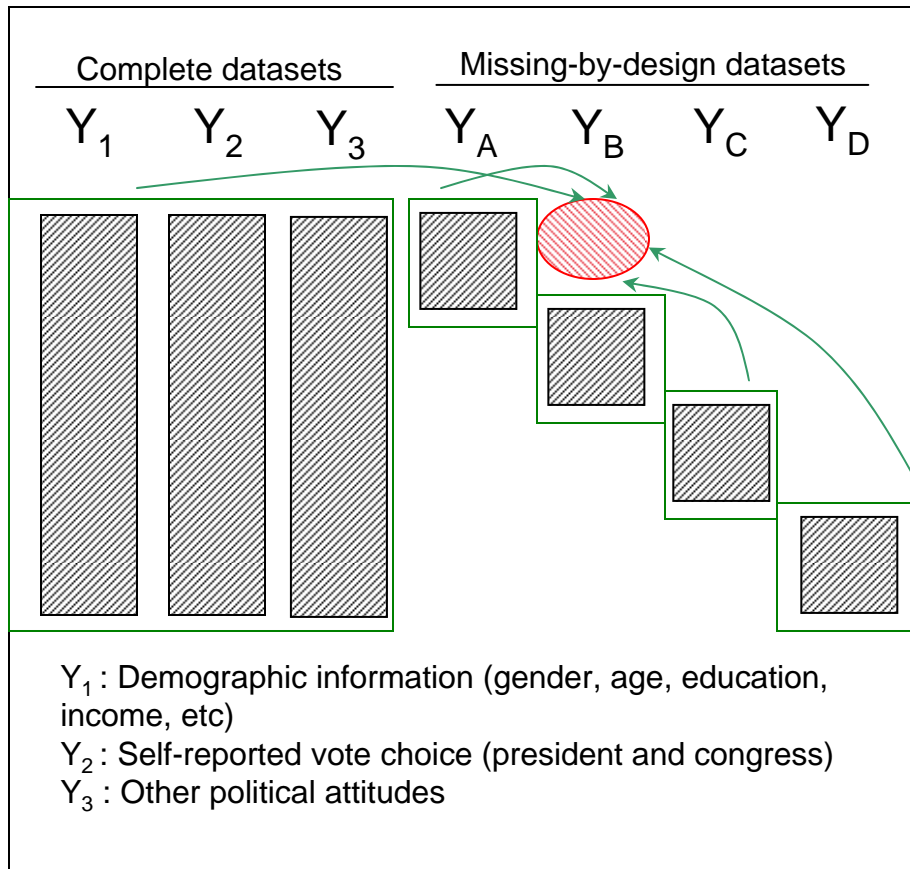 Complete datasets
Missing-by-design datasets
Y1 Y2 Y3 YA YB YC YD
Y1 : Demographic information (gender, age, education,
income, etc)
Y2 : Self-reported vote choice (president and congress)
Y3 : Other political attitudes